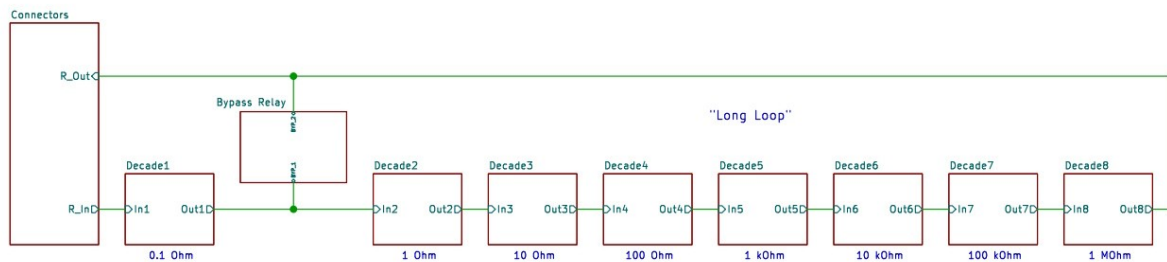 Connectors
R_Out
Bypass Relay
"Long Loop"
Decade1
Decade2
Decade3
Decade4
Decade5
Decade6
Decade7
Decade8
R_In
In1
Out1
In2
Out2
In3
Out3
In4
Out4
In5
Out5
In6
Out6
In7
Out7
In8
Out8
0.1 Ohm
1 Ohm
10 Ohm
100 Ohm
1 kOhm
10 kOhm
100 kOhm
1 MOhm